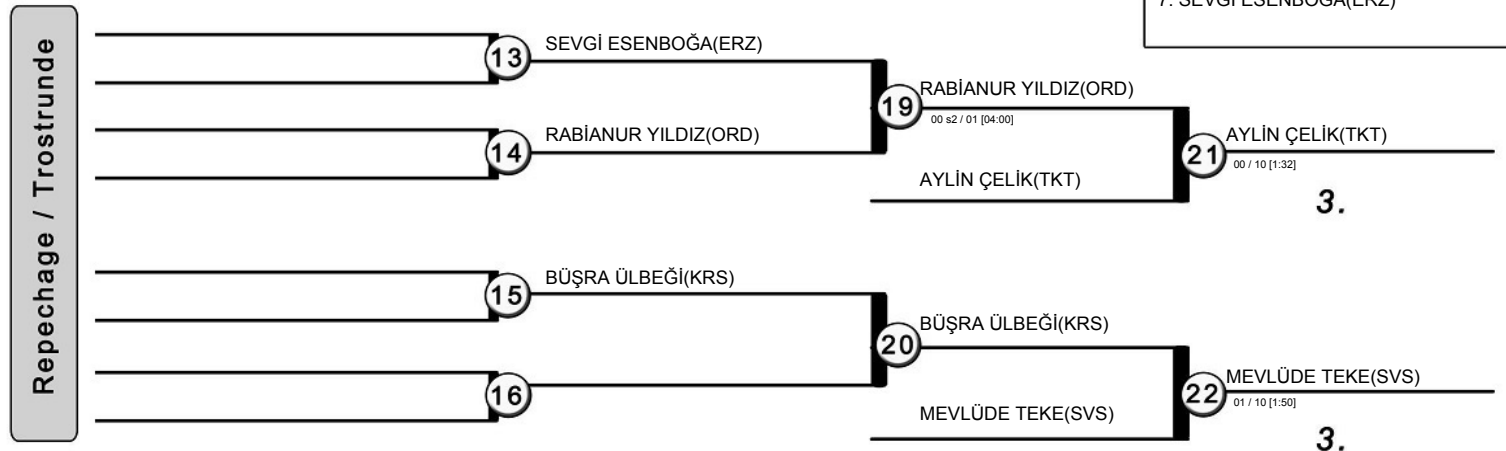 7. SEVGİ ESENBOĞA(ERZ)
Repechage / Trostrunde
13
SEVGİ ESENBOĞA(ERZ)
19
RABİANUR YILDIZ(ORD)
00 s2 / 01 [04:00]
14
RABİANUR YILDIZ(ORD)
21
AYLİN ÇELİK(TKT)
00 / 10 [1:32]
AYLİN ÇELİK(TKT)
3.
15
BÜŞRA ÜLBEĞİ(KRS)
20
BÜŞRA ÜLBEĞİ(KRS)
16
22
MEVLÜDE TEKE(SVS)
01 / 10 [1:50]
MEVLÜDE TEKE(SVS)
3.